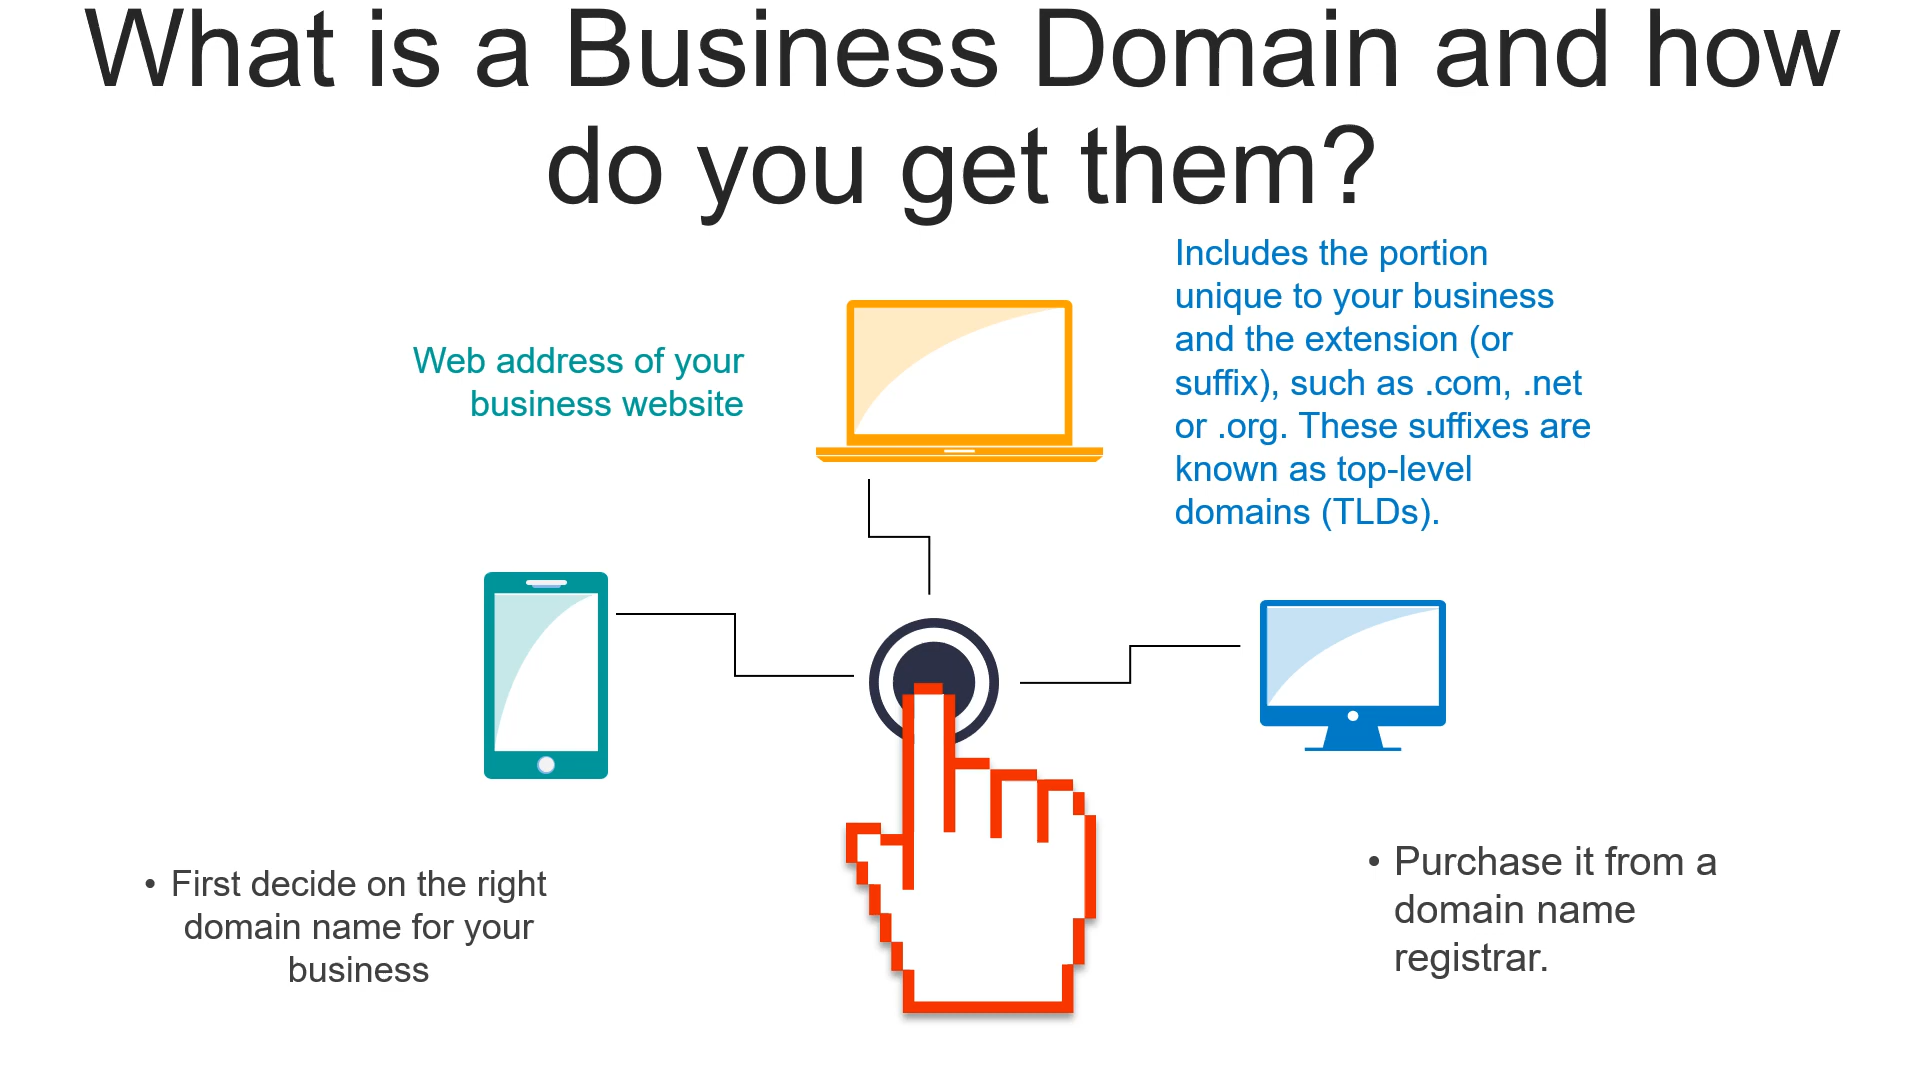 What is a Business Domain and how
do you get them?
Web address of your
business website
Includes the portion
unique to your business
and the extension (or
suffix), such as .com, .net
or .org. These suffixes are
known as top-level
domains (TLDs).
• First decide on the right
domain name for your
business
• Purchase it from a
domain name
registrar.